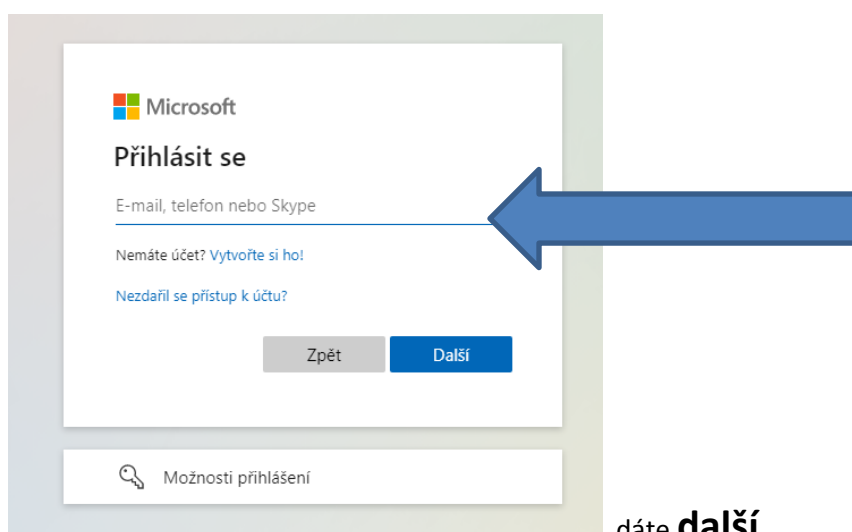 Microsoft
Přihlásit se
E-mail, telefon nebo Skype
Nemáte účet? Vytvořte si ho!
Nezdařil se přístup k účtu?
Zpět Další
Možnosti přihlášení
dáte další